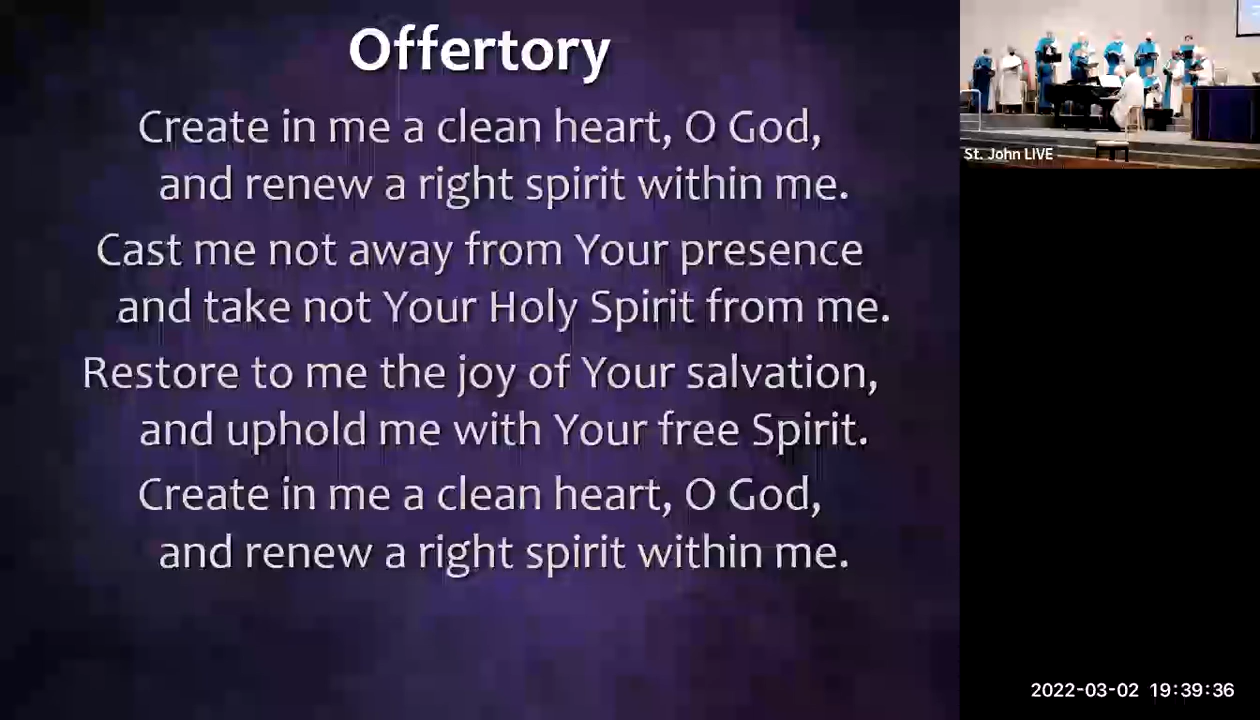 Offertory
Create in me a clean heart, O God,
and renew a right spirit within me.
Cast me not away from Your presence
and take not Your Holy Spirit from me.
Restore to me the joy of Your salvation,
and uphold me with Your free Spirit.
Create in me a clean heart, O God,
and renew a right spirit within me.
St. John LIVE
2022-03-02 19:39:36